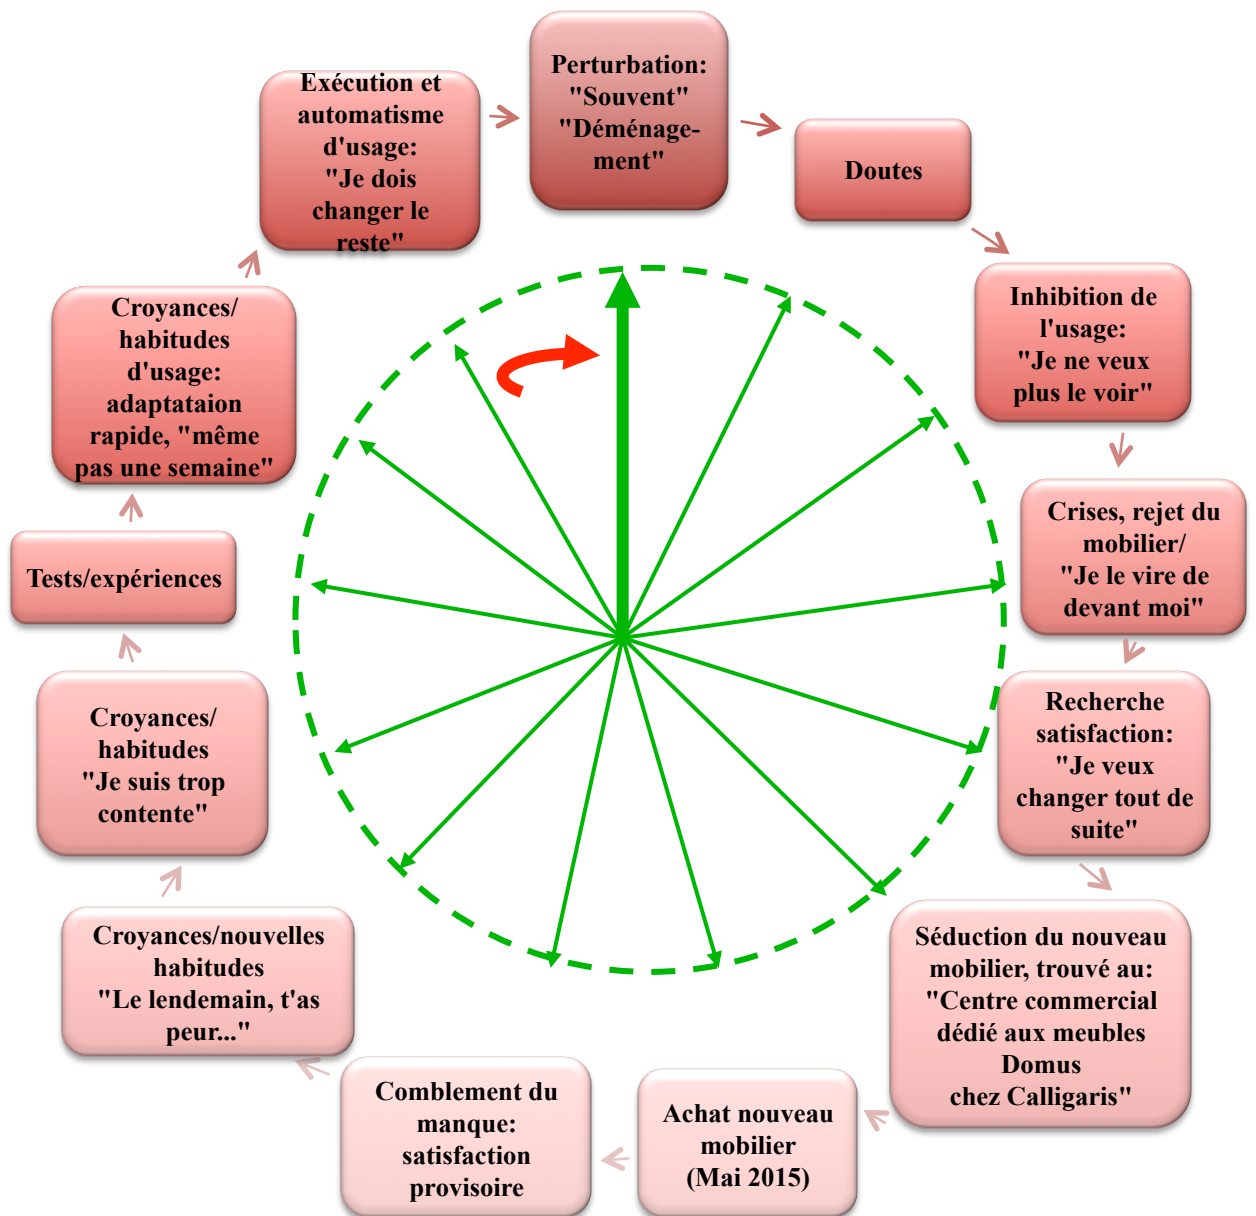 Perturbation:
"Souvent"
"Déménage-
ment"
Doutes
Inhibition de
l'usage:
"Je ne veux
plus le voir"
Crises, rejet du
mobilier/
"Je le vire de
devant moi"
Recherche
satisfaction:
"Je veux
changer tout de
suite"
Séduction du nouveau
mobilier, trouvé au:
"Centre commercial
dédié aux meubles
Domus
chez Calligaris"
Achat nouveau
mobilier
(Mai 2015)
Comblement du
manque:
satisfaction
provisoire
Croyances/nouvelles
habitudes
"Le lendemain, t'as
peur..."
Croyances/
habitudes
"Je suis trop
contente"
Tests/expériences
Croyances/
habitudes
d'usage:
adaptataion
rapide, "même
pas une semaine"
Exécution et
automatisme
d'usage:
"Je dois
changer le
reste"